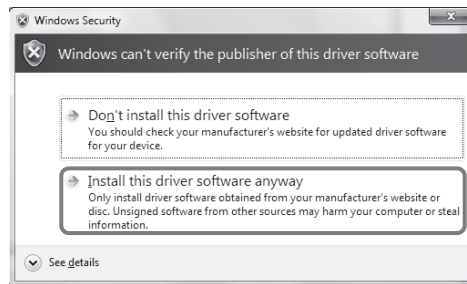 Windows Security
Windows can't verify the publisher of this driver software
Don't install this driver software
You should check your manufacturer's website for updated driver software
for your device.
Install this driver software anyway
Only install driver software obtained from your manufacturer's website or
disc. Unsigned software from other sources may harm your computer or steal
information.
See details